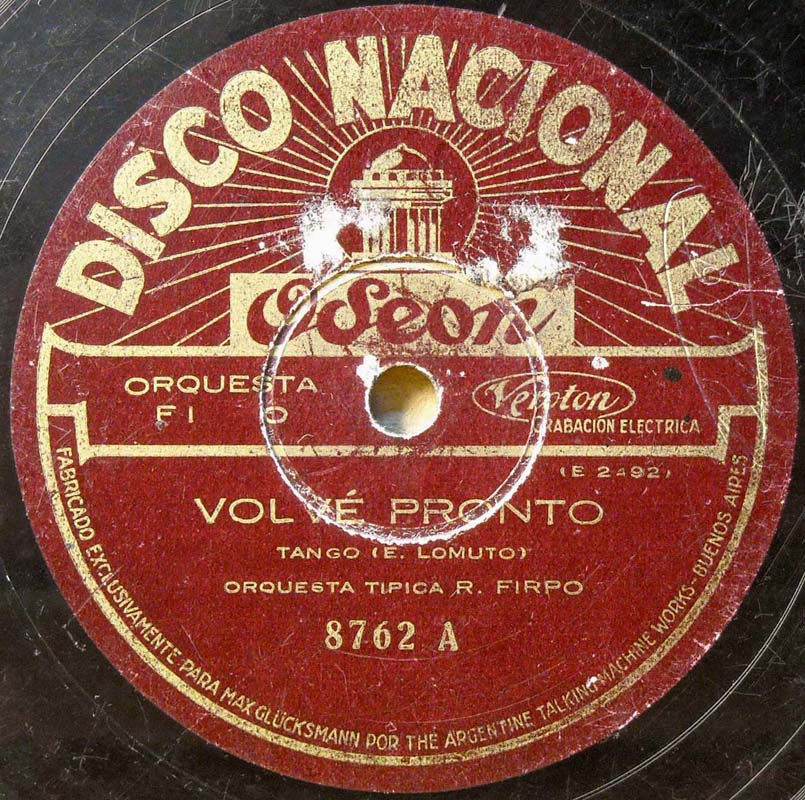 DISCO NACIONAL
Odeon
ORQUESTA
FI O
Veroton
GRABACIÓN ELECTRICA
(E 2492)
VOLVÉ PRONTO
TANGO (E. LOMUTO)
ORQUESTA TIPICA R. FIRPO
8762 A
FABRICADO EXCLUSIVAMENTE PARA MAX GLÜCKSMANN POR THE ARGENTINE TALKING MACHINE WORKS-BUENOS AIRES